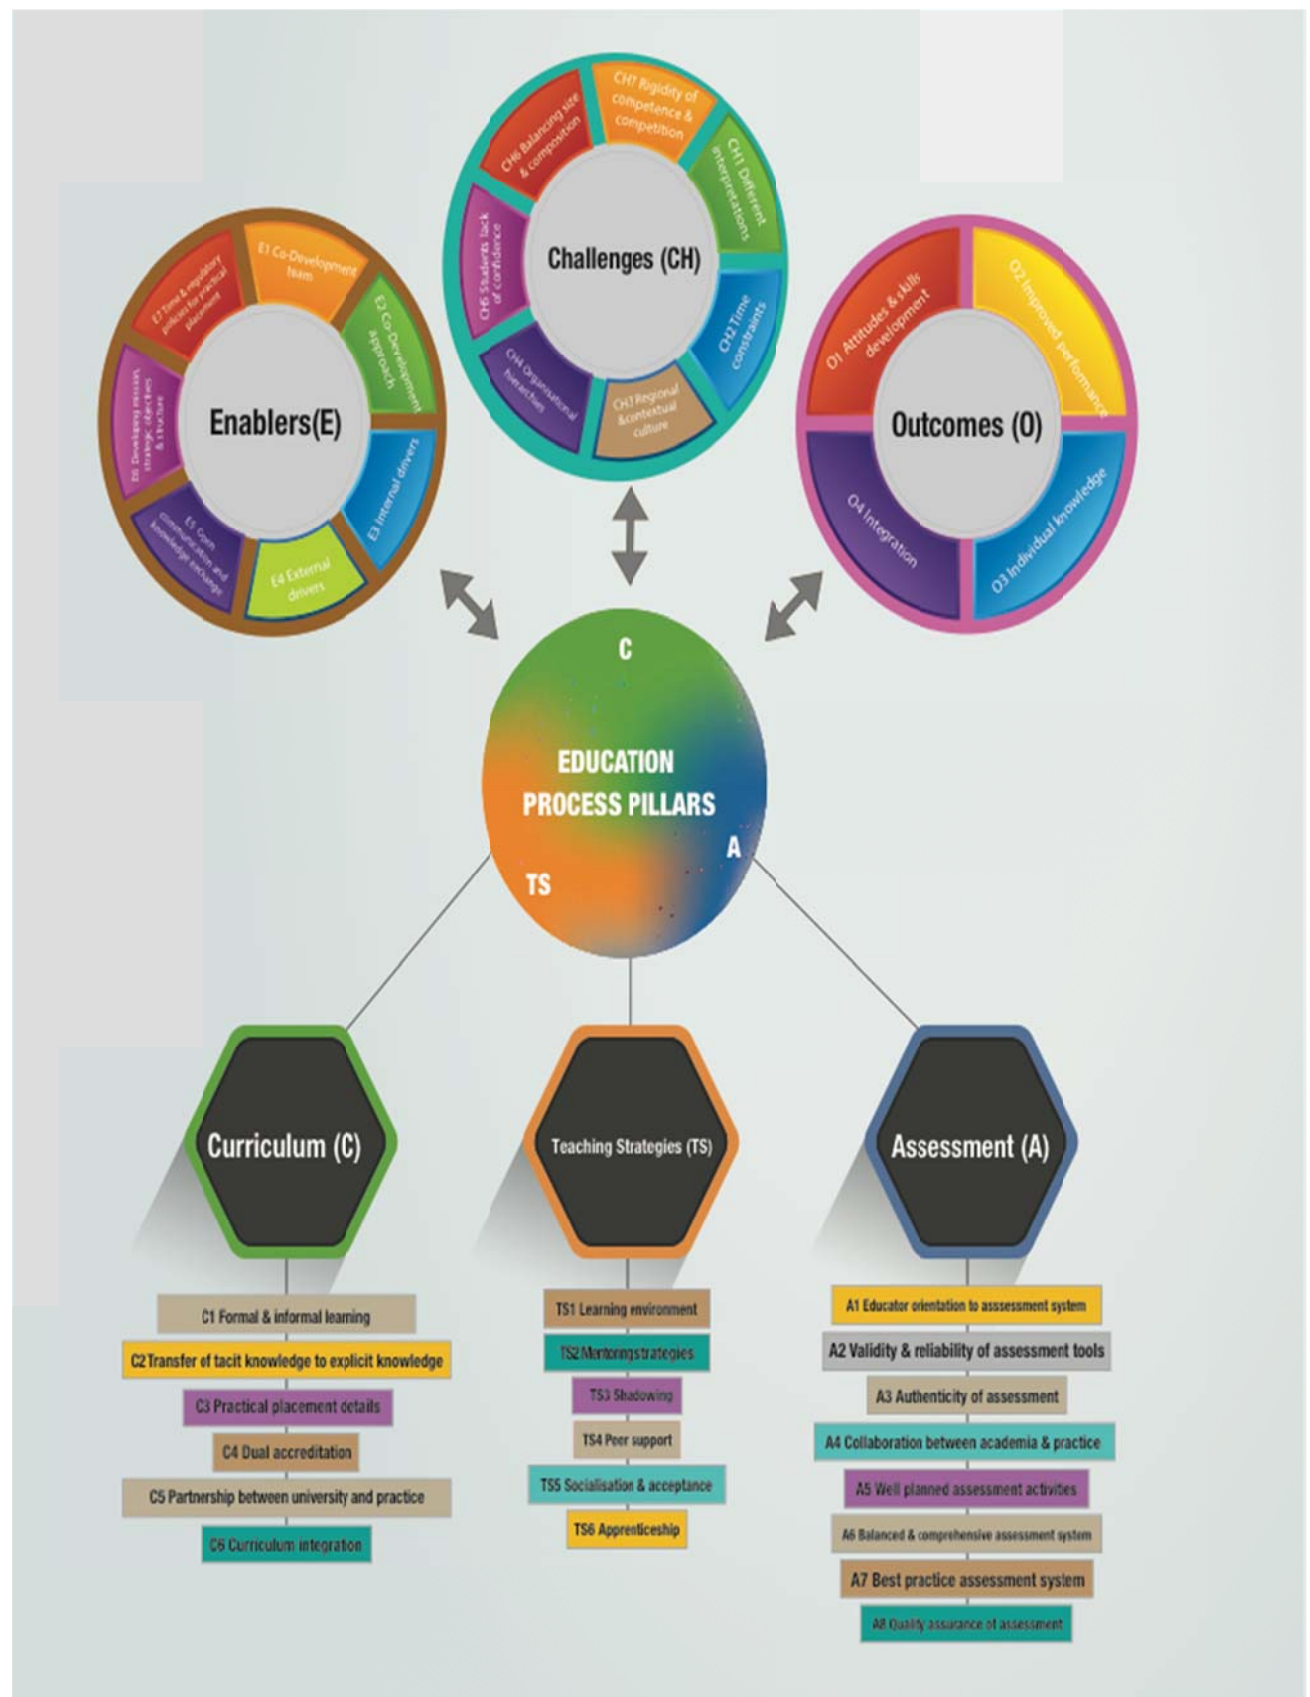 CH7 Rigidity of
competence &
competition
CH1 Different
interpretations
CH2 Time
constraints
CH3 Regional
&contextual
culture
CH4 Organisational
hierarchies
CH5 Students lack
of confidence
CH6 Balancing size
& composition
Challenges (CH)
E1 Co-Development
team
E2 Co-Development
approach
E3 Internal drivers
E4 External
drivers
E5 Open
communication and
knowledge exchange
E6 Developing mission,
strategic objectives
& structure
E7 Time & regulatory
policies for practical
placement
Enablers(E)
O1 Attitudes & skills
development
O2 Improved performance
O3 Individual knowledge
O4 Integration
Outcomes (O)
C
EDUCATION
PROCESS PILLARS
A
TS
Curriculum (C)
C1 Formal & informal learning
C2Transfer of tacit knowledge to explicit knowledge
C3 Practical placement details
C4 Dual accreditation
C5 Partnership between university and practice
C6 Curriculum integration
Teaching Strategies (TS)
TS1 Learning environment
TS2Mentoringstrategies
TS3 Shadowing
TS4 Peer support
TS5 Socialisation & acceptance
TS6 Apprenticeship
Assessment (A)
A1 Educator orientation to asssessment system
A2 Validity & reliability of assessment tools
A3 Authenticity of assessment
A4 Collaboration between academia & practice
A5 Well planned assessment activities
A6 Balanced & comprehensive assessment system
A7 Best practice assessment system
A8 Quality assurance of assessment